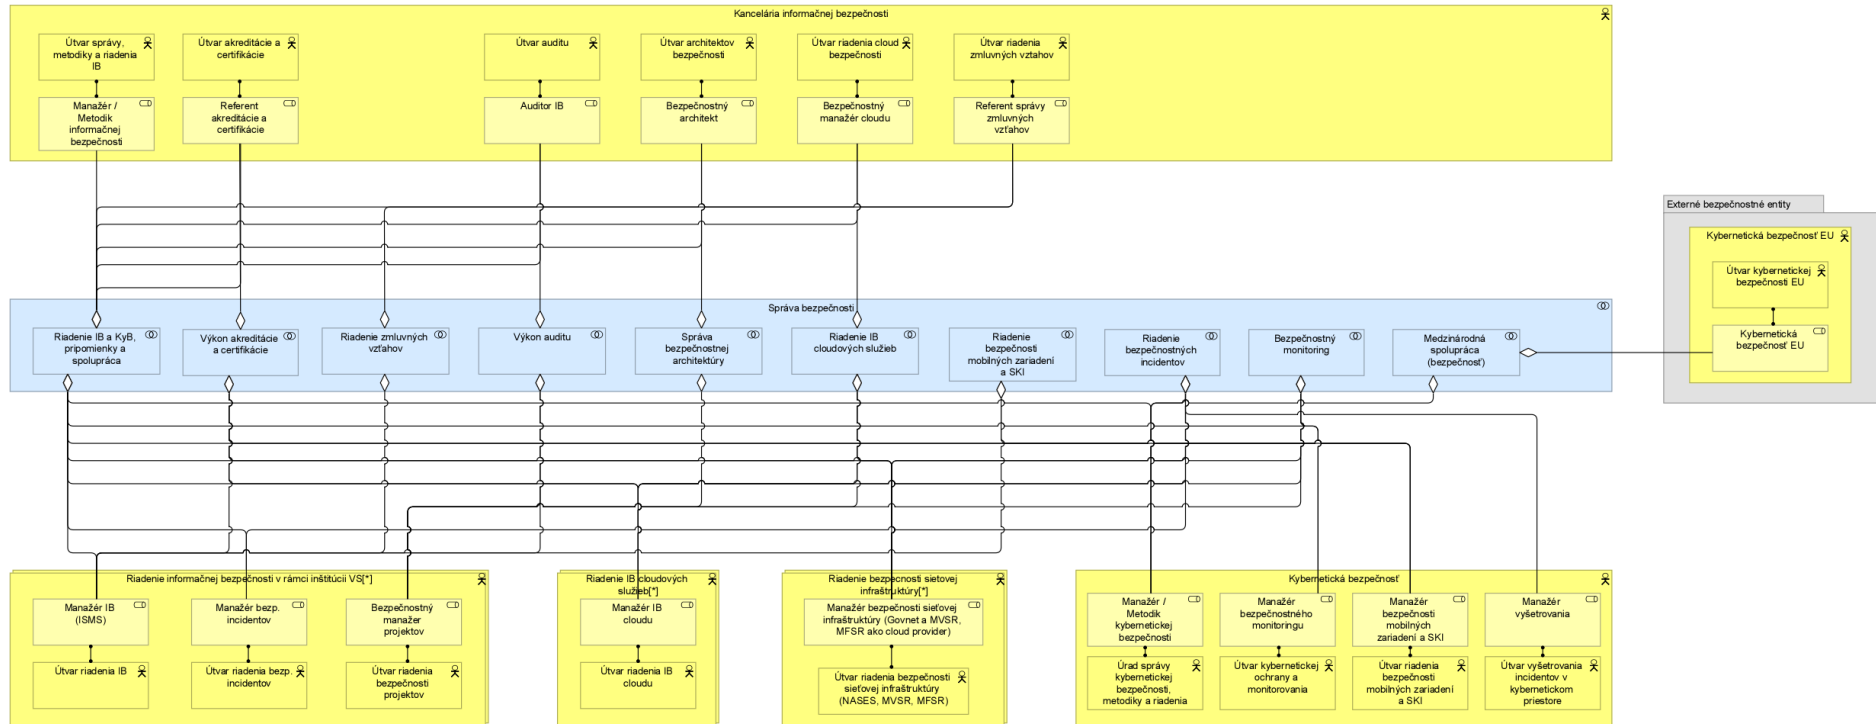 Kancelária informačnej bezpečnosti
Útvar správy,
metodiky a riadenia
IB
Útvar akreditácie a
certifikácie
Útvar auditu
Útvar architektov
bezpečnosti
Útvar riadenia cloud
bezpečnosti
Útvar riadenia
zmluvných vztahov
Manažér /
Metodik
informačnej
bezpečnosti
Referent
akreditácie a
certifikácie
Auditor IB
Bezpečnostný
architekt
Bezpečnostný
manažér cloudu
Referent správy
zmluvných
vzťahov
Externé bezpečnostné entity
Kybernetická bezpečnosť EU
Útvar kybernetickej
bezpečnosti EU
Kybernetická
bezpečnosť EU
Správa bezpečnosti
Riadenie IB a KyB,
pripomienky a
spolupráca
Výkon akreditácie
a certifikácie
Riadenie zmluvných
vzťahov
Výkon auditu
Správa
bezpečnostnej
architektúry
Riadenie IB
cloudových služieb
Riadenie
bezpečnosti
mobilných zariadení
a SKI
Riadenie
bezpečnostných
incidentov
Bezpečnostný
monitoring
Medzinárodná
spolupráca
(bezpečnosť)
Riadenie informačnej bezpečnosti v rámci inštitúcii VS[*]
Manažér IB
(ISMS)
Manažér bezp.
incidentov
Bezpečnostný
manažer
projektov
Útvar riadenia IB
Útvar riadenia bezp.
incidentov
Útvar riadenia
bezpečnosti
projektov
Riadenie IB cloudových
služieb[*]
Manažér IB
cloudu
Útvar riadenia IB
cloudu
Riadenie bezpecnosti sietovej
infraštruktúry[*]
Manažér bezpečnosti sieťovej
infraštruktúry (Govnet a MVSR,
MFSR ako cloud provider)
Útvar riadenia bezpečnosti
sieťovej infraštruktúry
(NASES, MVSR, MFSR)
Kybernetická bezpečnosť
Manažér /
Metodik
kybernetickej
bezpečnosti
Manažér
bezpečnostného
monitoringu
Manažér
bezpečnosti
mobilných
zariadení a SKI
Manažér
vyšetrovania
Úrad správy
kybernetickej
bezpečnosti,
metodiky a riadenia
Útvar kybernetickej
ochrany a
monitorovania
Útvar riadenia
bezpečnosti
mobilných zariadení
a SKI
Útvar vyšetrovania
incidentov v
kybernetickom
priestore